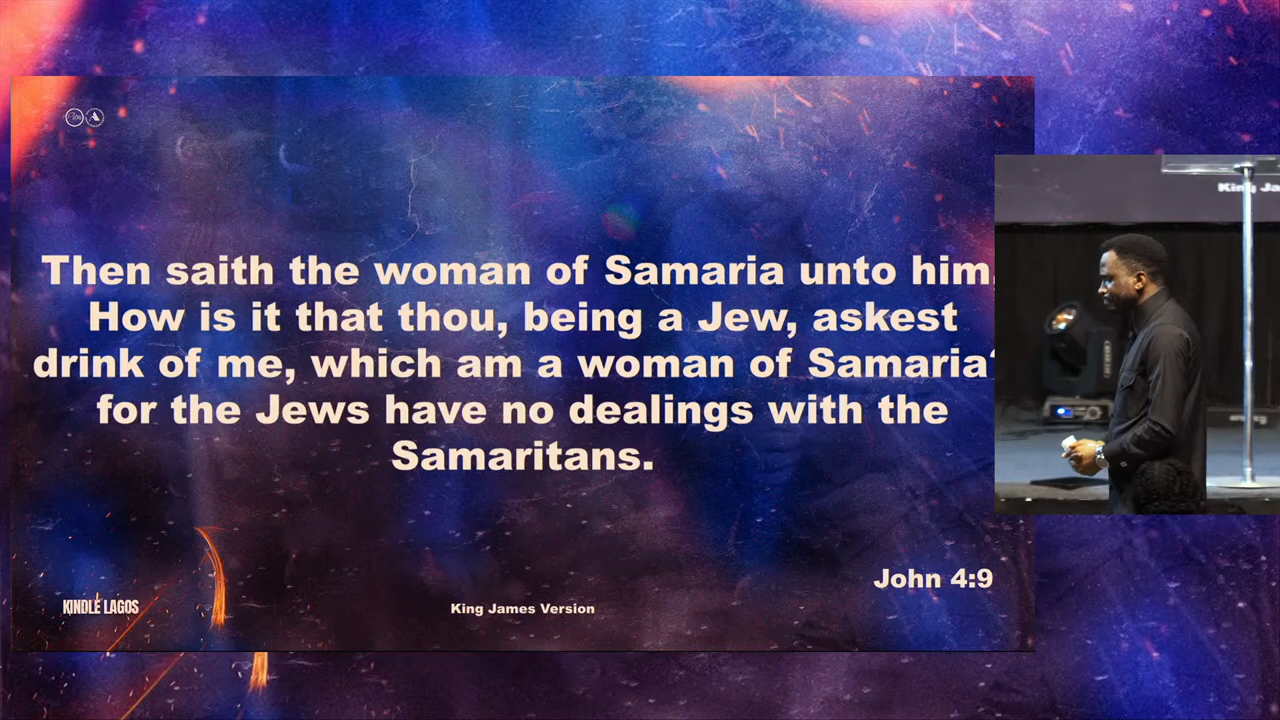 Then saith the woman of Samaria unto him,
How is it that thou, being a Jew, askest
drink of me, which am a woman of Samaria?
for the Jews have no dealings with the
Samaritans.
John 4:9
KINDLE LAGOS
King James Version
King Ja